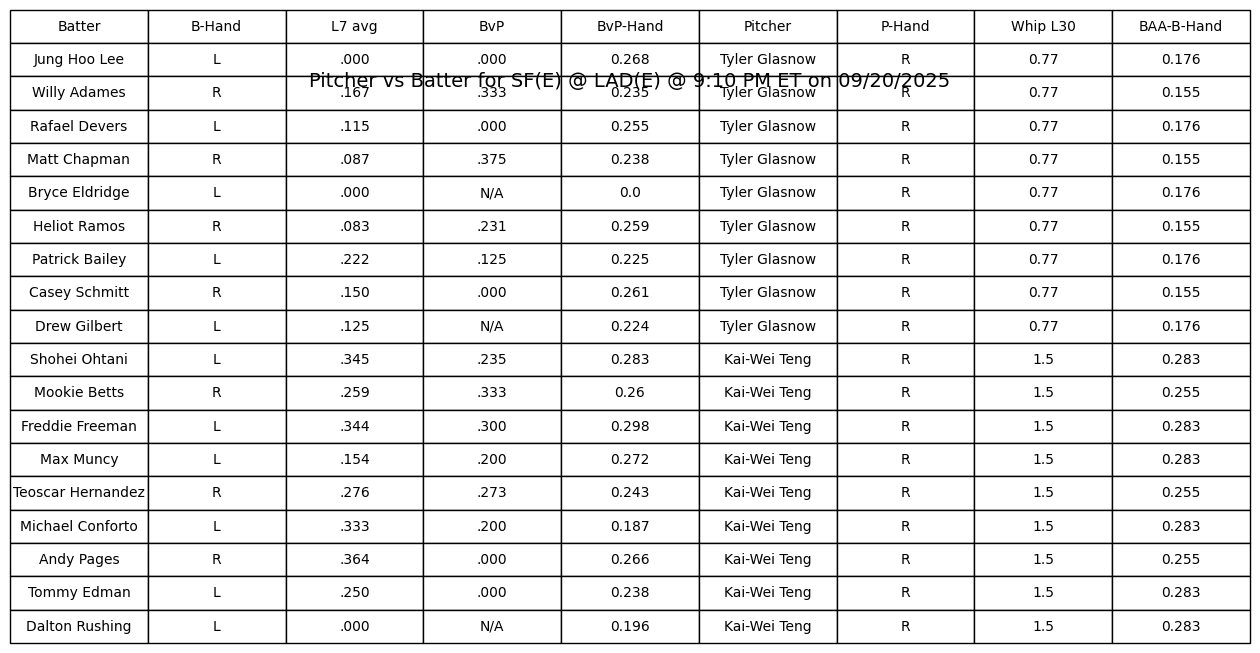 Batter B-Hand L7 avg BvP BvP-Hand Pitcher P-Hand Whip L30 BAA-B-Hand
Jung Hoo Lee L .000 .000 0.268 Tyler Glasnow R 0.77 0.176
Pitcher vs Batter for SF(E) @ LAD(E) @ 9:10 PM ET on 09/20/2025
Willy Adames R .167 .333 0.235 Tyler Glasnow R 0.77 0.155
Rafael Devers L .115 .000 0.255 Tyler Glasnow R 0.77 0.176
Matt Chapman R .087 .375 0.238 Tyler Glasnow R 0.77 0.155
Bryce Eldridge L .000 N/A 0.0 Tyler Glasnow R 0.77 0.176
Heliot Ramos R .083 .231 0.259 Tyler Glasnow R 0.77 0.155
Patrick Bailey L .222 .125 0.225 Tyler Glasnow R 0.77 0.176
Casey Schmitt R .150 .000 0.261 Tyler Glasnow R 0.77 0.155
Drew Gilbert L .125 N/A 0.224 Tyler Glasnow R 0.77 0.176
Shohei Ohtani L .345 .235 0.283 Kai-Wei Teng R 1.5 0.283
Mookie Betts R .259 .333 0.26 Kai-Wei Teng R 1.5 0.255
Freddie Freeman L .344 .300 0.298 Kai-Wei Teng R 1.5 0.283
Max Muncy L .154 .200 0.272 Kai-Wei Teng R 1.5 0.283
Teoscar Hernandez R .276 .273 0.243 Kai-Wei Teng R 1.5 0.255
Michael Conforto L .333 .200 0.187 Kai-Wei Teng R 1.5 0.283
Andy Pages R .364 .000 0.266 Kai-Wei Teng R 1.5 0.255
Tommy Edman L .250 .000 0.238 Kai-Wei Teng R 1.5 0.283
Dalton Rushing L .000 N/A 0.196 Kai-Wei Teng R 1.5 0.283